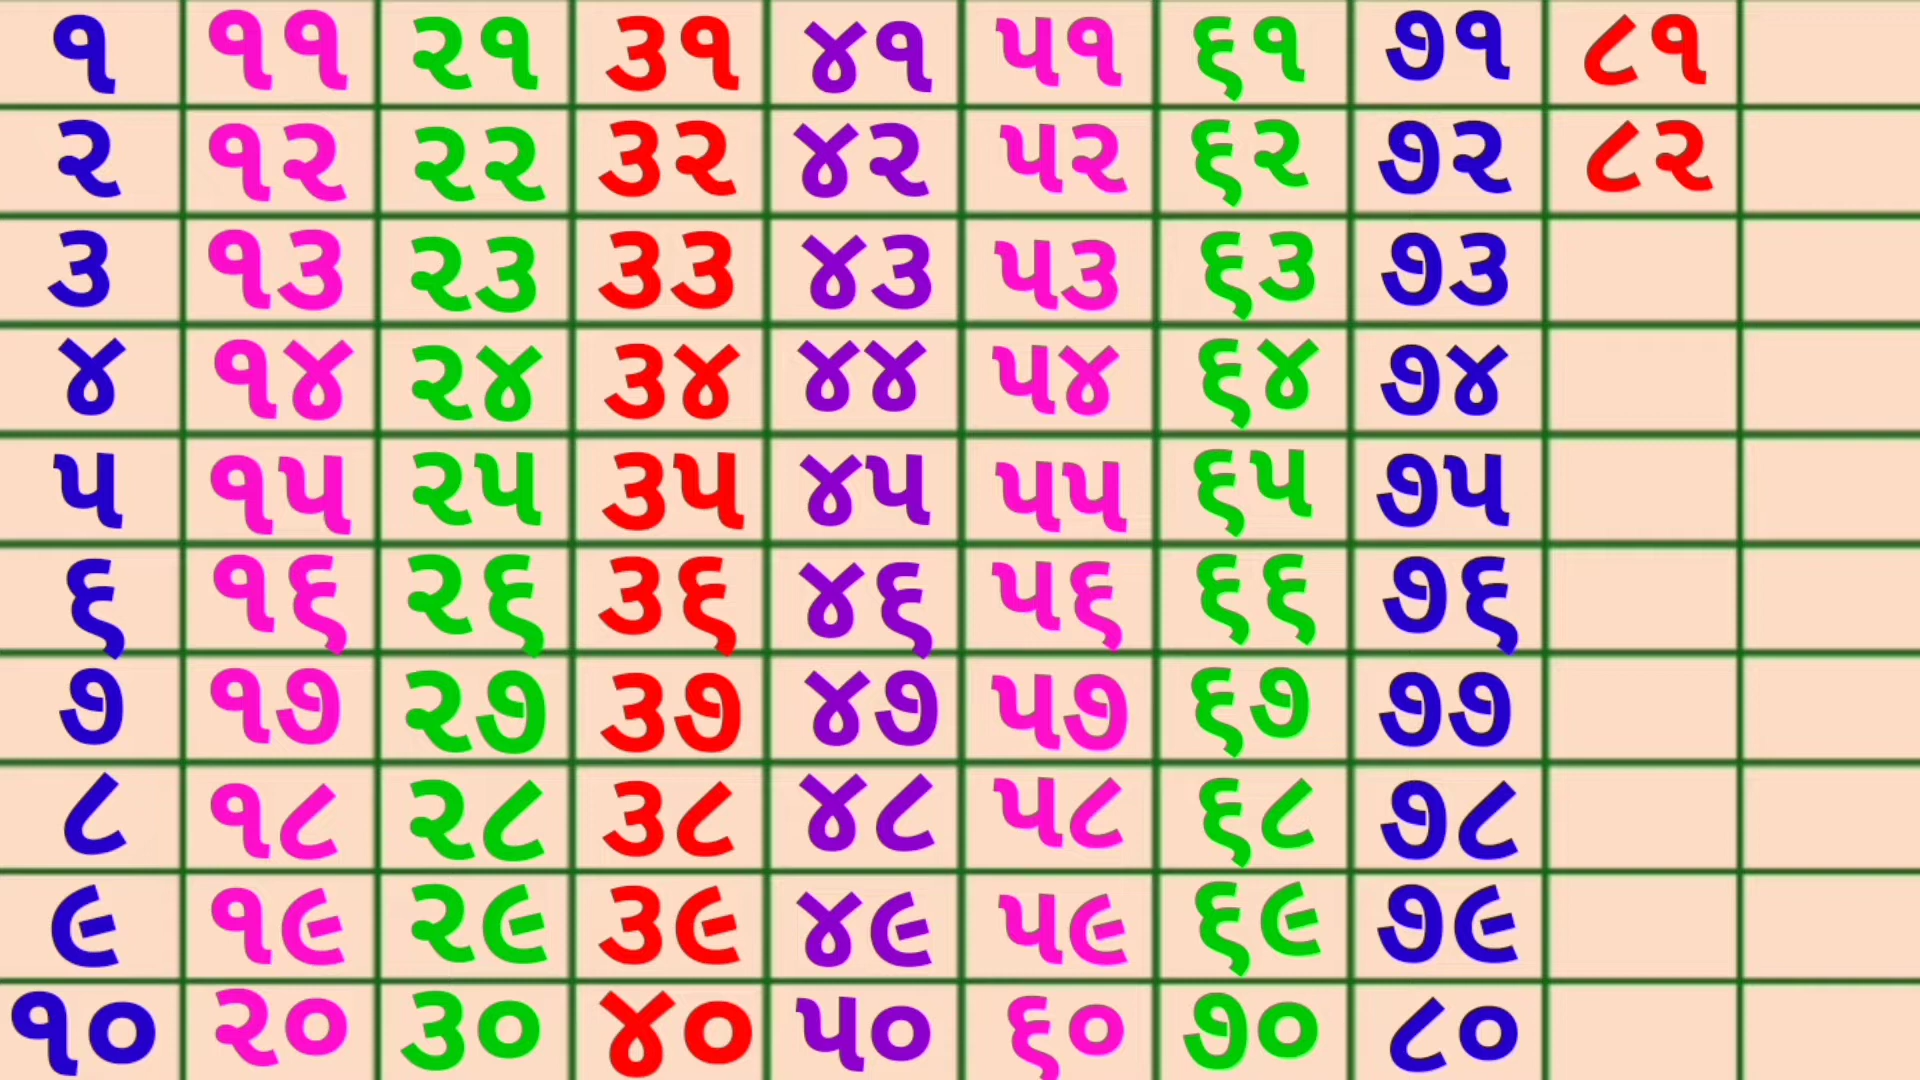 ૧ ૧૧ ૨૧ ૩૧ ૪૧ ૫૧ ૬૧ ૭૧ ૮૧
૨ ૧૨ ૨૨ ૩૨ ૪૨ ૫૨ ૬૨ ૭૨ ૮૨
૩ ૧૩ ૨૩ ૩૩ ૪૩ ૫૩ ૬૩ ૭૩
૪ ૧૪ ૨૪ ૩૪ ૪૪ ૫૪ ૬૪ ૭૪
૫ ૧૫ ૨૫ ૩૫ ૪૫ ૫૫ ૬૫ ૭૫
૬ ૧૬ ૨૬ ૩૬ ૪૬ ૫૬ ૬૬ ૭૬
૭ ૧૭ ૨૭ ૩૭ ૪૭ ૫૭ ૬૭ ૭૭
૮ ૧૮ ૨૮ ૩૮ ૪૮ ૫૮ ૬૮ ૭૮
૯ ૧૯ ૨૯ ૩૯ ૪૯ ૫૯ ૬૯ ૭૯
૧૦ ૨૦ ૩૦ ૪૦ ૫૦ ૬૦ ૭૦ ૮૦